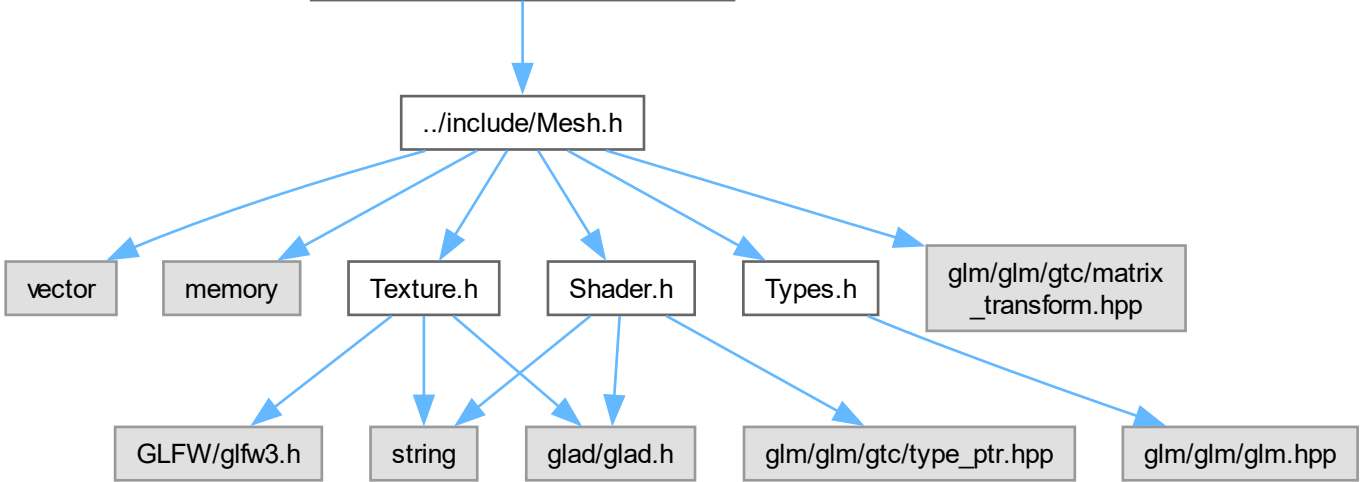 ../include/Mesh.h
vector
memory
Texture.h
Shader.h
Types.h
glm/glm/gtc/matrix
_transform.hpp
GLFW/glfw3.h
string
glad/glad.h
glm/glm/gtc/type_ptr.hpp
glm/glm/glm.hpp